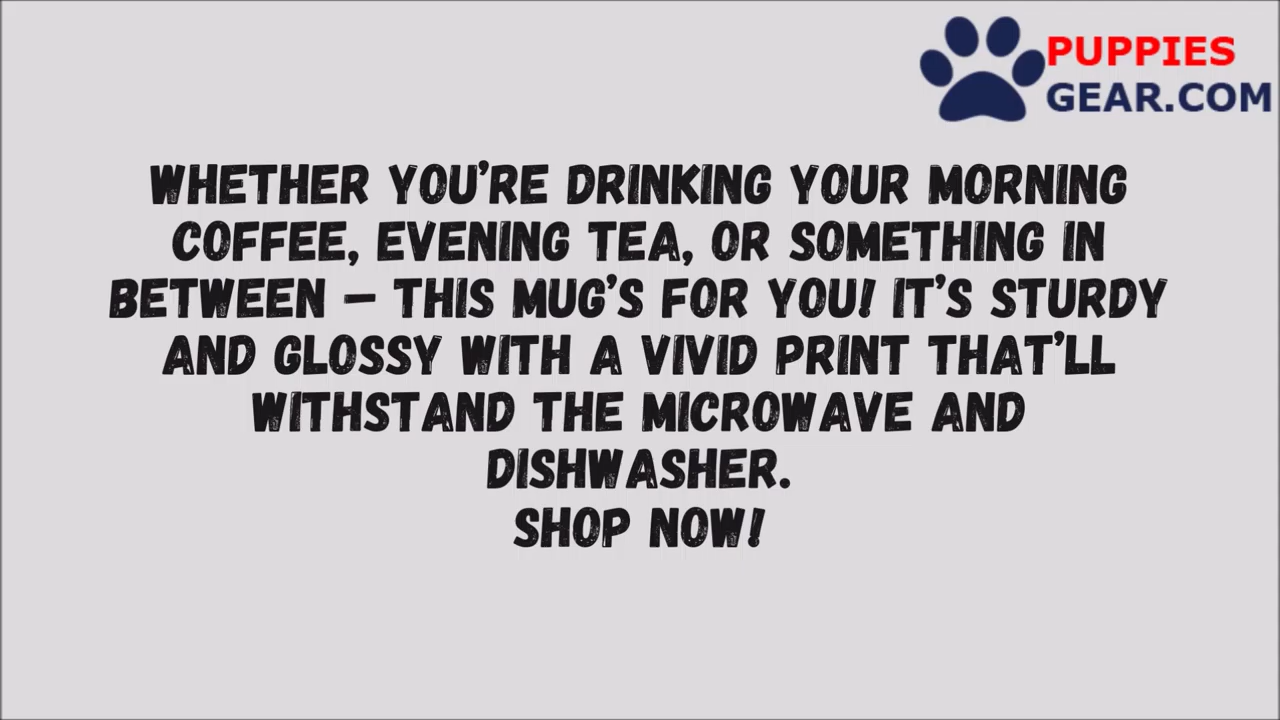 PUPPIES
GEAR.COM
WHETHER YOU’RE DRINKING YOUR MORNING
COFFEE, EVENING TEA, OR SOMETHING IN
BETWEEN – THIS MUG’S FOR YOU! IT’S STURDY
AND GLOSSY WITH A VIVID PRINT THAT’LL
WITHSTAND THE MICROWAVE AND
DISHWASHER.
SHOP NOW!